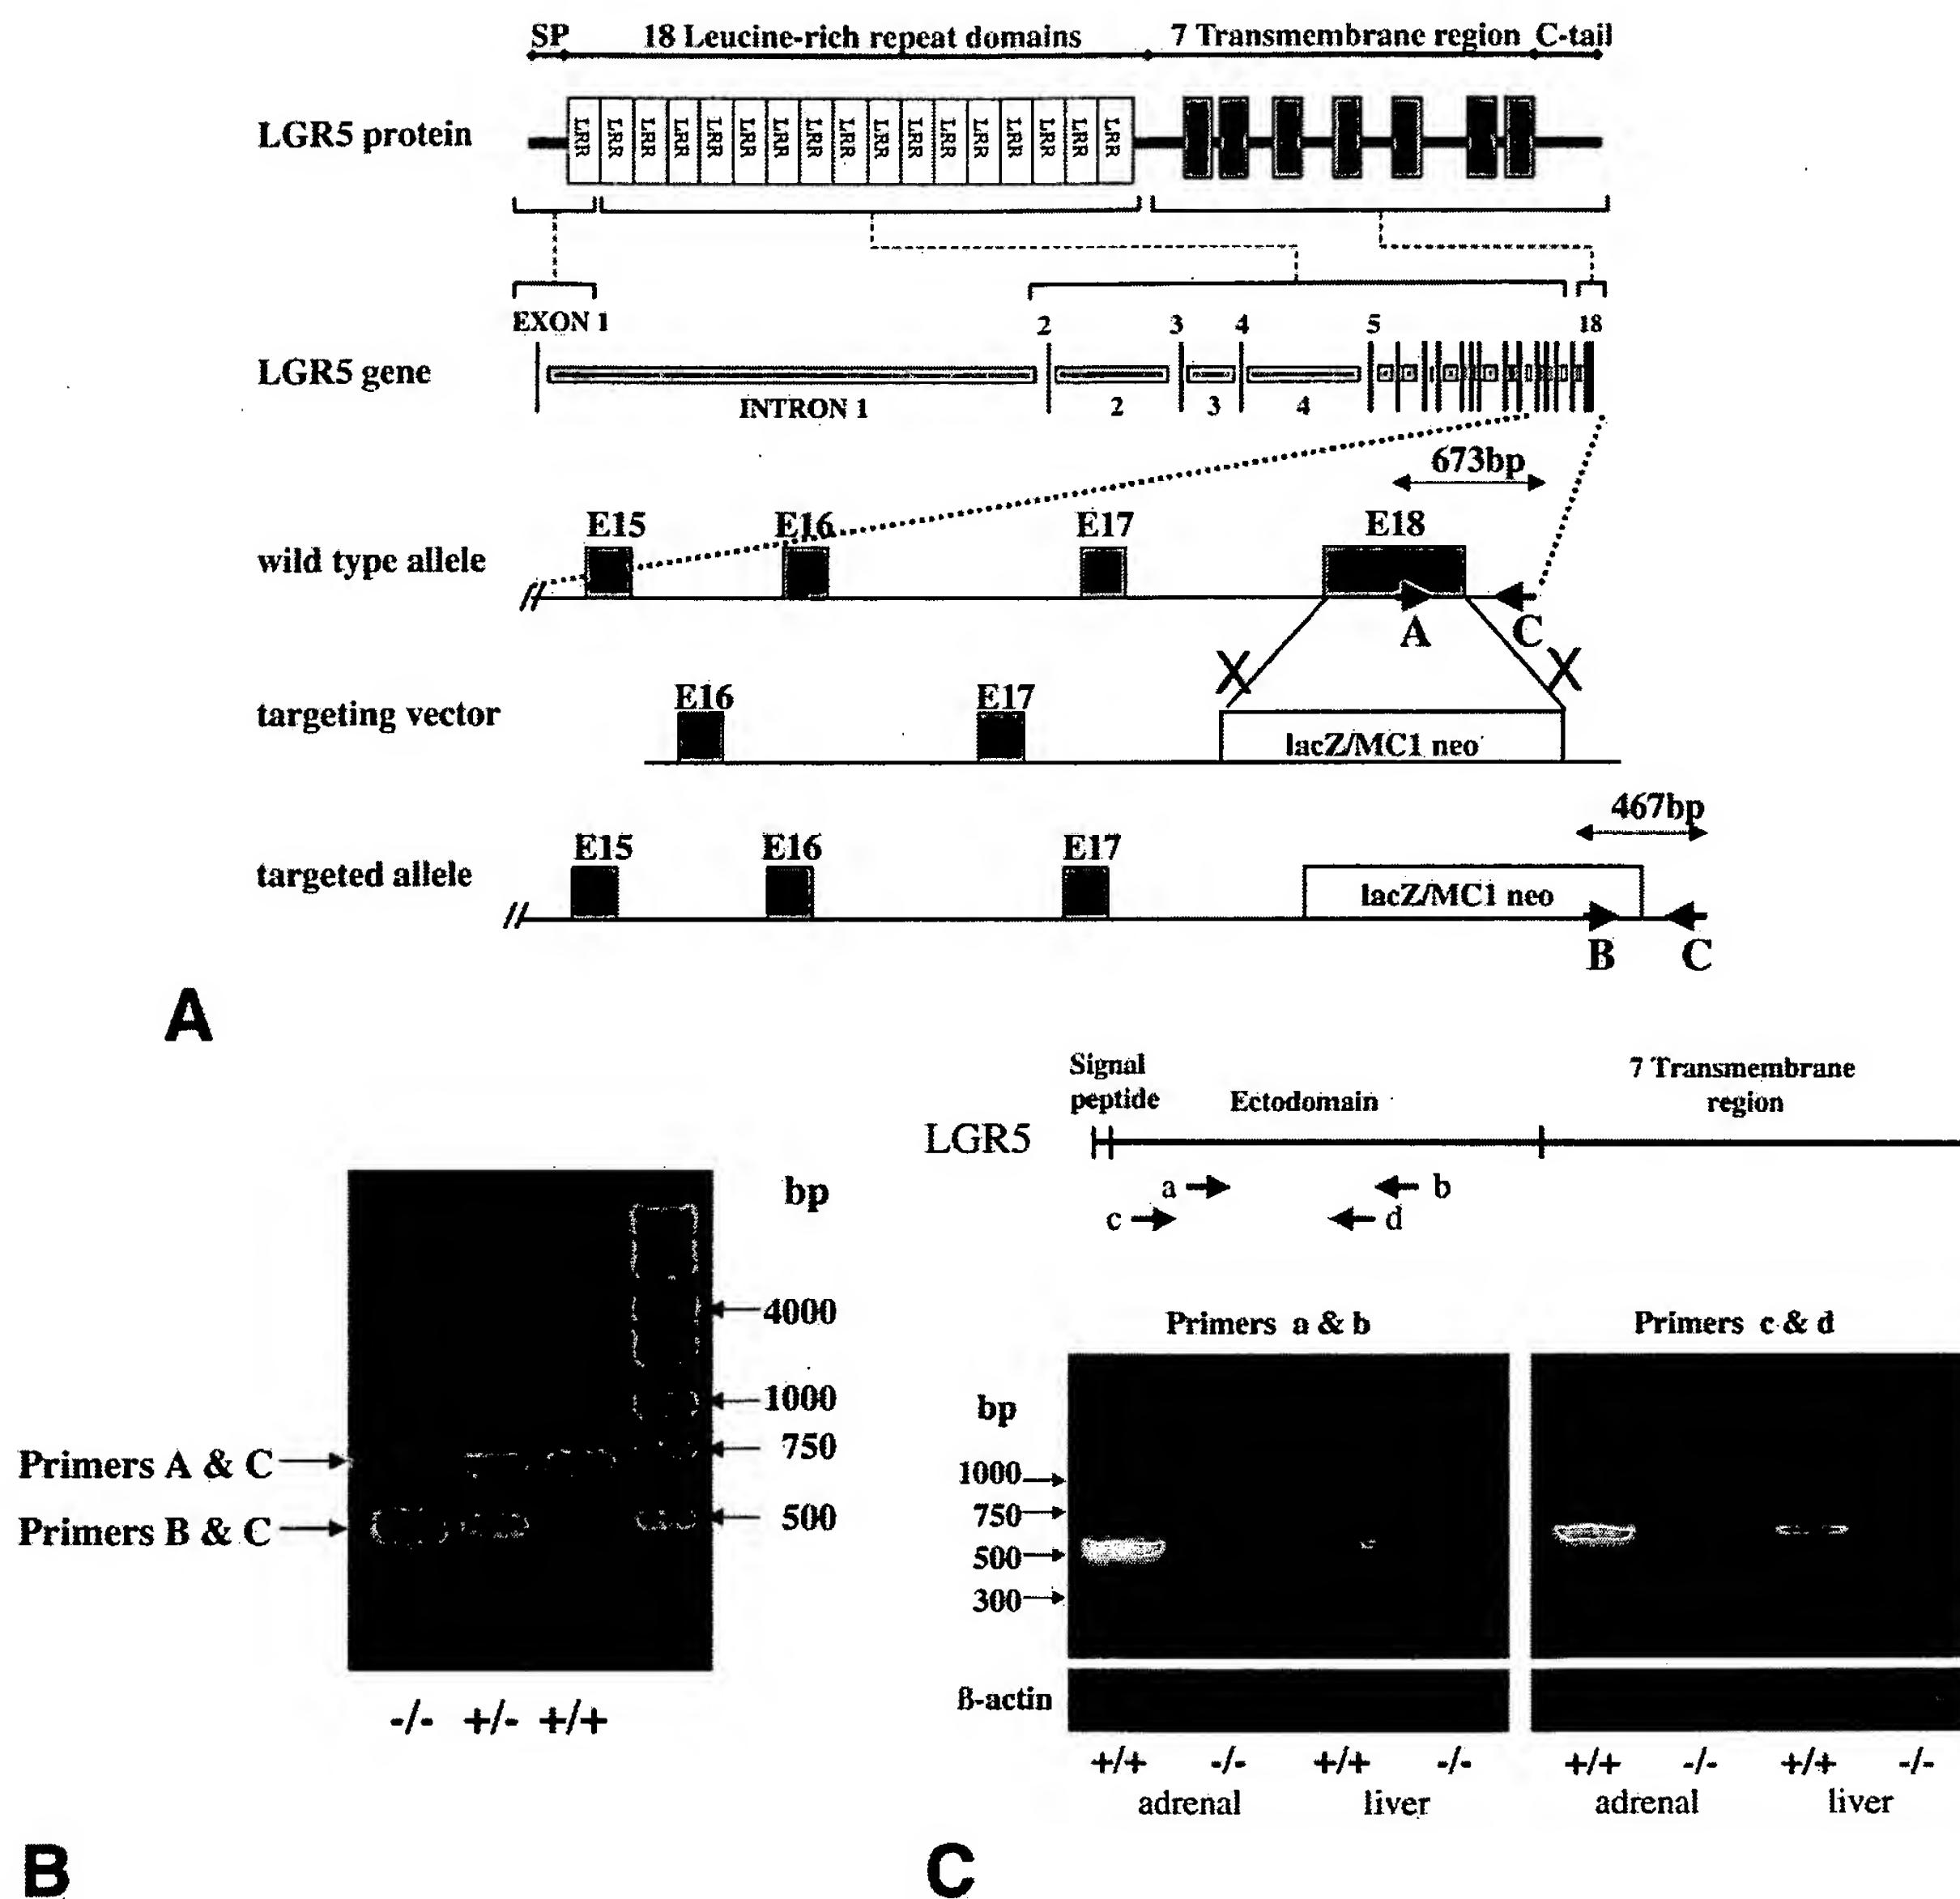 SP 18 Leucine-rich repeat domains 7 Transmembrane region C-tail
LGR5 protein LRR LRR LRR LRR LRR LRR LRR LRR LRR LRR LRR LRR LRR LRR LRR LRR LRR
EXON 1 2 3 4 5 18
LGR5 gene
INTRON 1 2 3 4
673bp
E15 E16 E17 E18
wild type allele
A C
X X
E16 E17
targeting vector lacZ/MC1 neo
467bp
E15 E16 E17
targeted allele lacZ/MC1 neo
B C
A
bp
4000
1000
Primers A & C 750
Primers B & C 500
-/- +/- +/+
B
Signal peptide Ectodomain 7 Transmembrane region
LGR5
a b
c d
Primers a & b Primers c & d
bp
1000
750
500
300
ß-actin
+/+ -/- +/+ -/- +/+ -/- +/+ -/-
adrenal liver adrenal liver
C